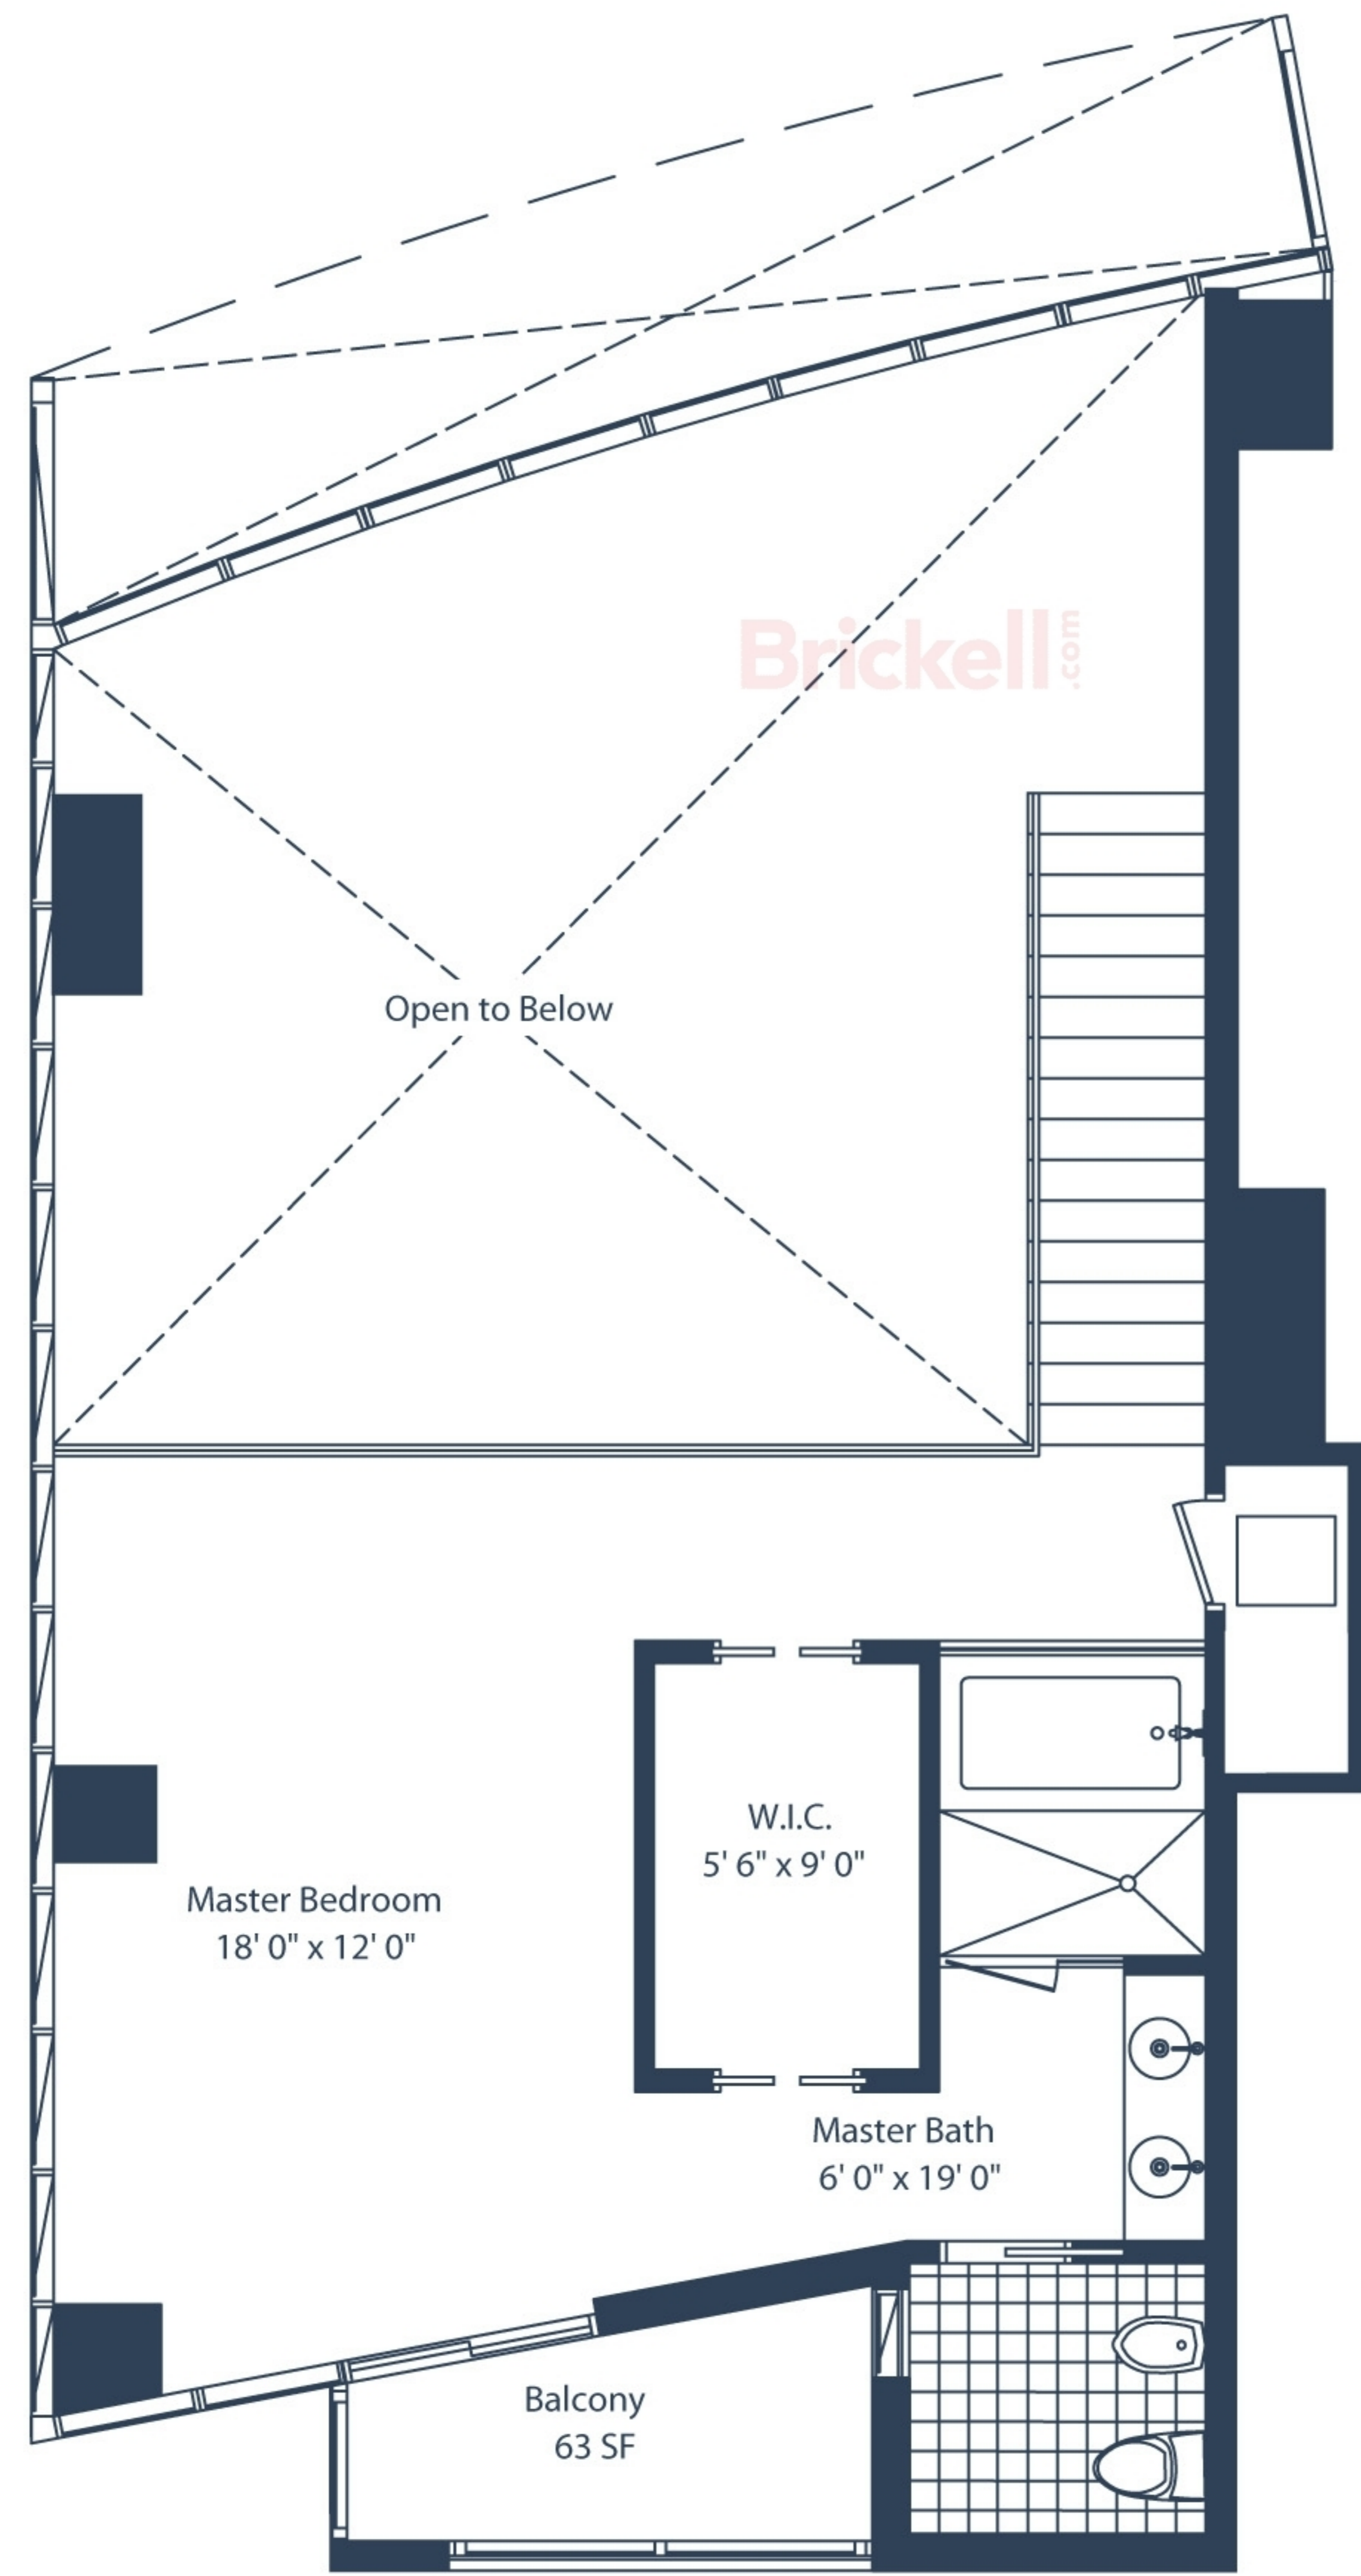 Brickell.com
Open to Below
W.I.C.
5' 6" x 9' 0"
Master Bedroom
18' 0" x 12' 0"
Master Bath
6' 0" x 19' 0"
Balcony
63 SF